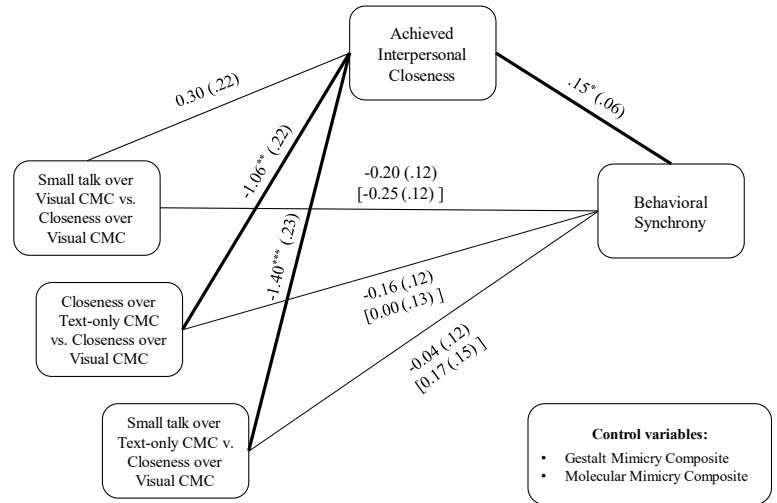 Achieved
Interpersonal
Closeness
0.30 (.22)
.15* (.06)
-1.06** (.22)
Small talk over
Visual CMC vs.
Closeness over
Visual CMC
-0.20 (.12)
[-0.25 (.12) ]
Behavioral
Synchrony
-1.40*** (.23)
Closeness over
Text-only CMC
vs. Closeness over
Visual CMC
-0.16 (.12)
[0.00 (.13) ]
-0.04 (.12)
[0.17 (.15) ]
Small talk over
Text-only CMC v.
Closeness over
Visual CMC
Control variables:
• Gestalt Mimicry Composite
• Molecular Mimicry Composite